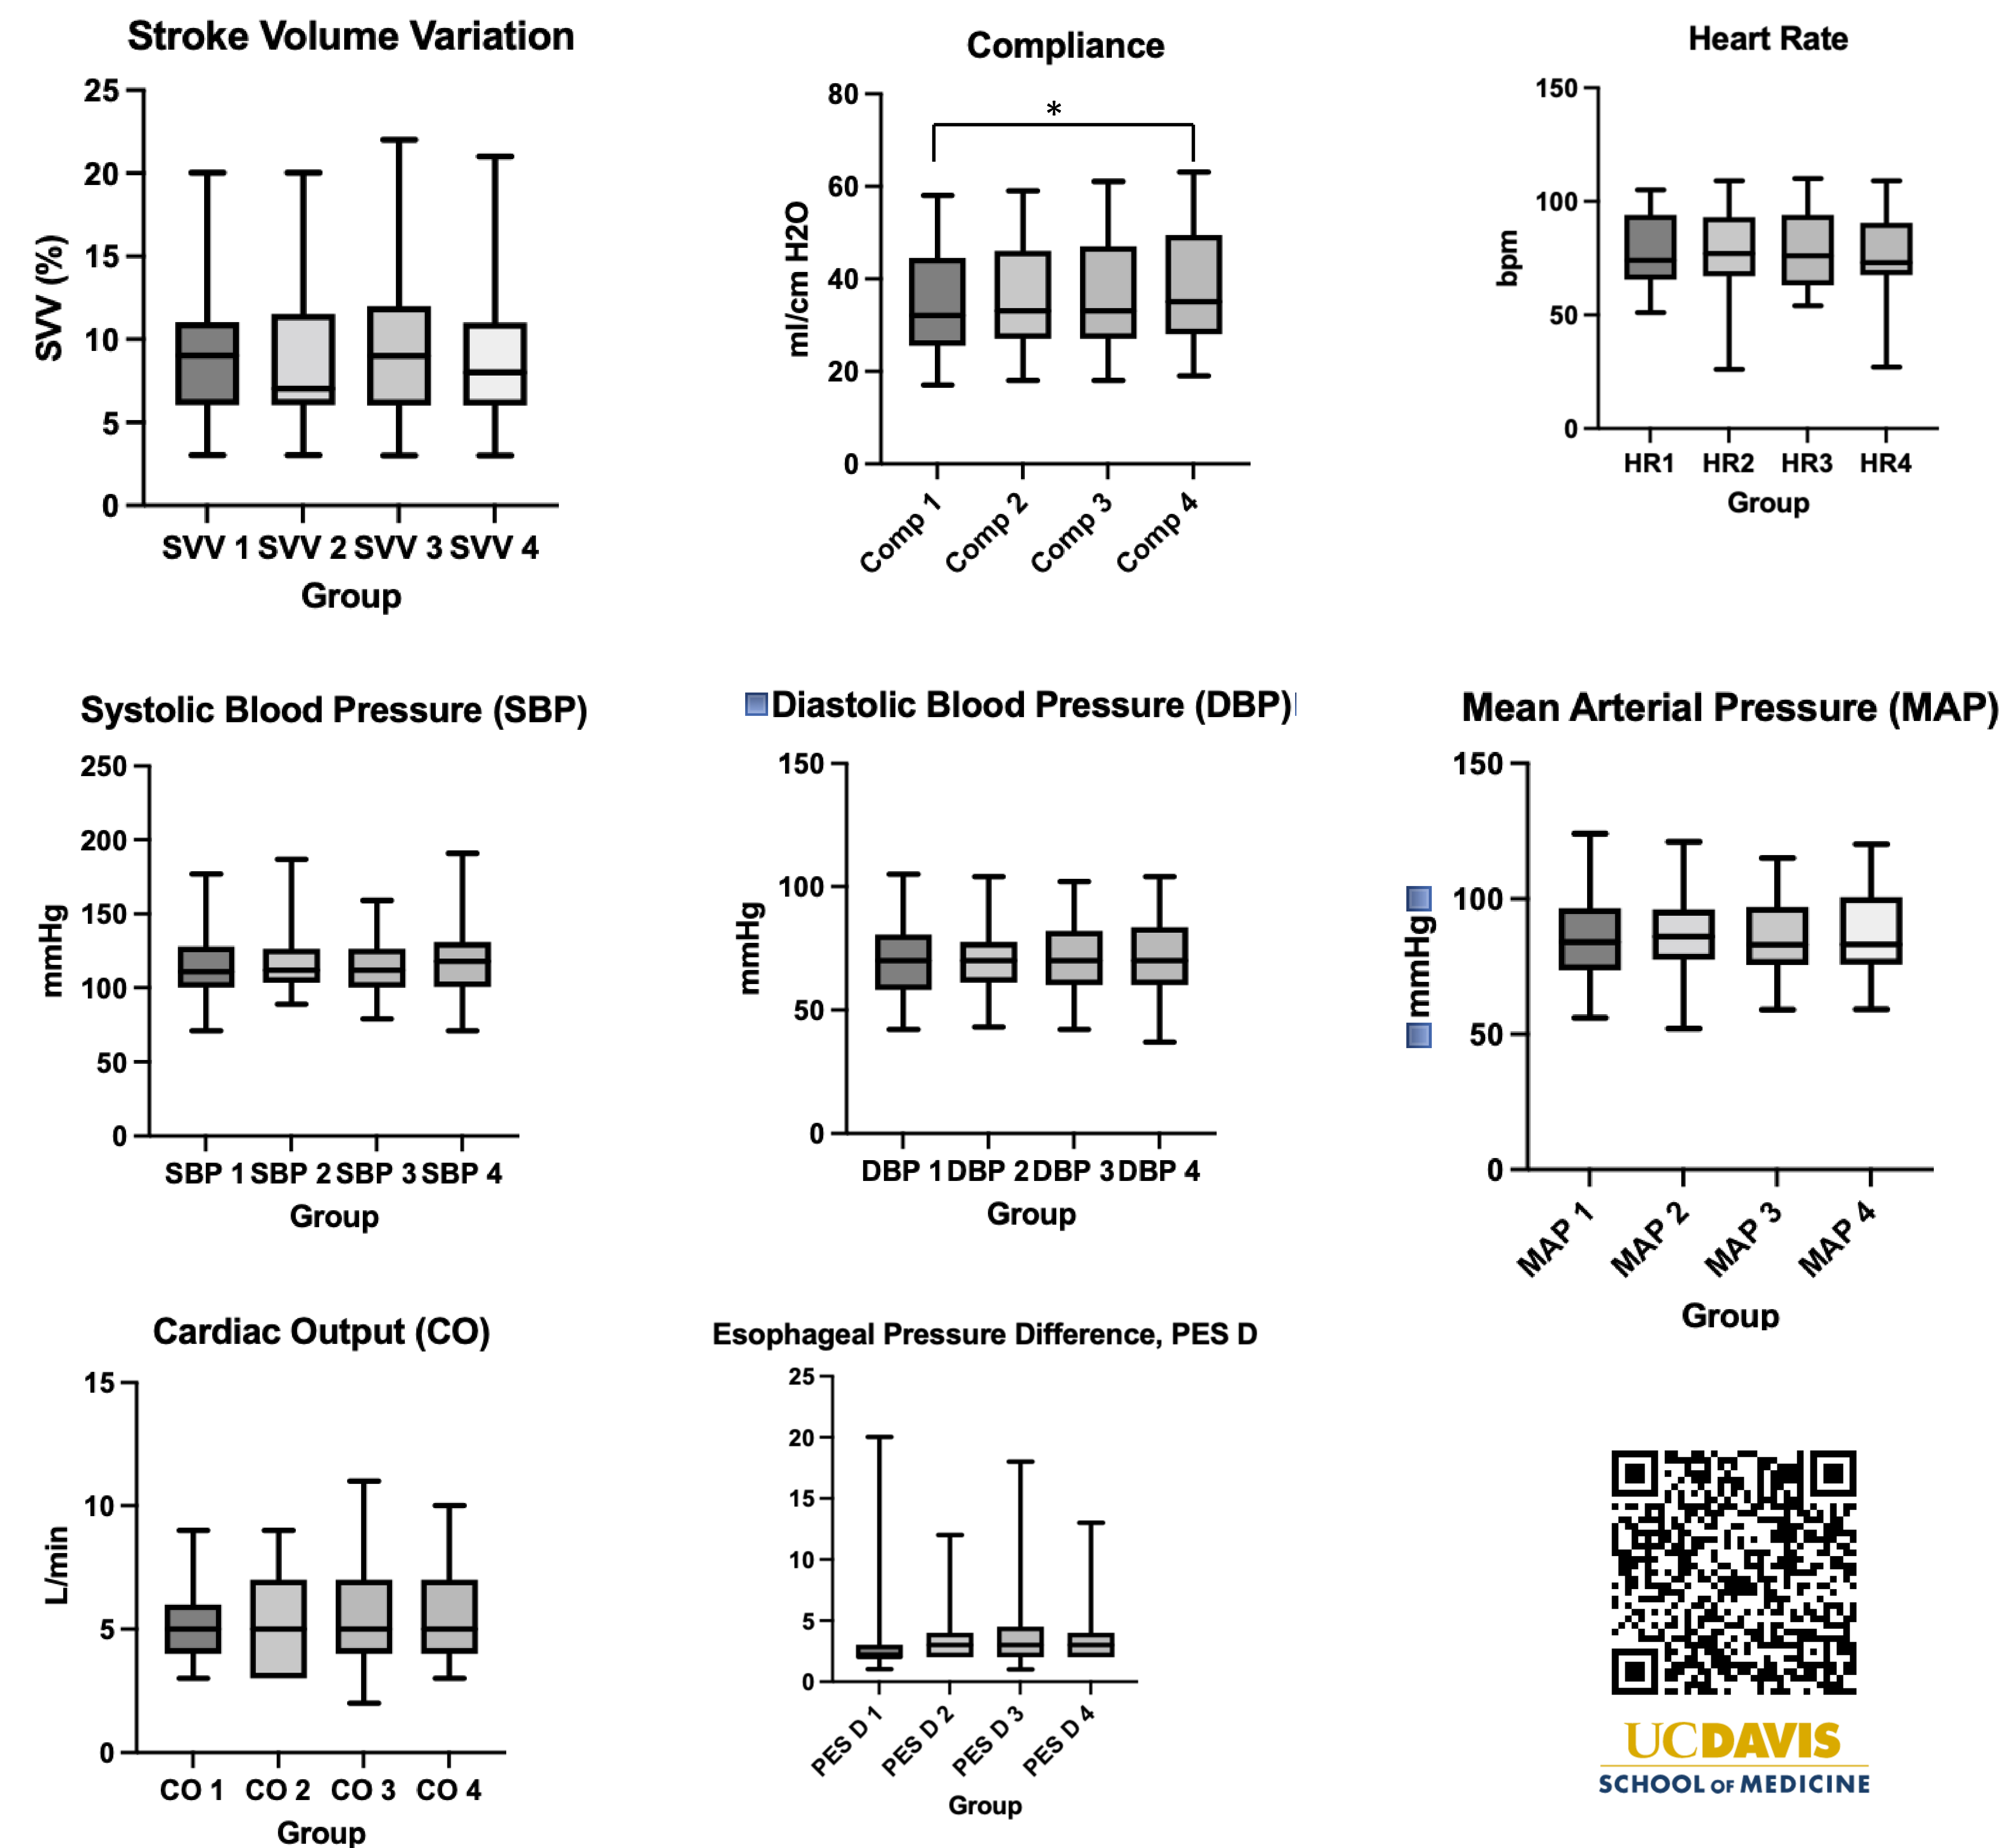 Stroke Volume Variation
25
20
15
10
5
0
SVV (%)
SVV 1 SVV 2 SVV 3 SVV 4
Group
Compliance
*
80
60
40
20
0
ml/cm H2O
Comp 1 Comp 2 Comp 3 Comp 4
Heart Rate
150
100
50
0
bpm
HR1 HR2 HR3 HR4
Group
Systolic Blood Pressure (SBP)
250
200
150
100
50
0
mmHg
SBP 1 SBP 2 SBP 3 SBP 4
Group
Diastolic Blood Pressure (DBP)
150
100
50
0
mmHg
DBP 1 DBP 2 DBP 3 DBP 4
Group
Mean Arterial Pressure (MAP)
150
100
50
0
mmHg
MAP 1 MAP 2 MAP 3 MAP 4
Group
Cardiac Output (CO)
15
10
5
0
L/min
CO 1 CO 2 CO 3 CO 4
Group
Esophageal Pressure Difference, PES D
25
20
15
10
5
0
PES D 1 PES D 2 PES D 3 PES D 4
Group
UCDAVIS
SCHOOL OF MEDICINE